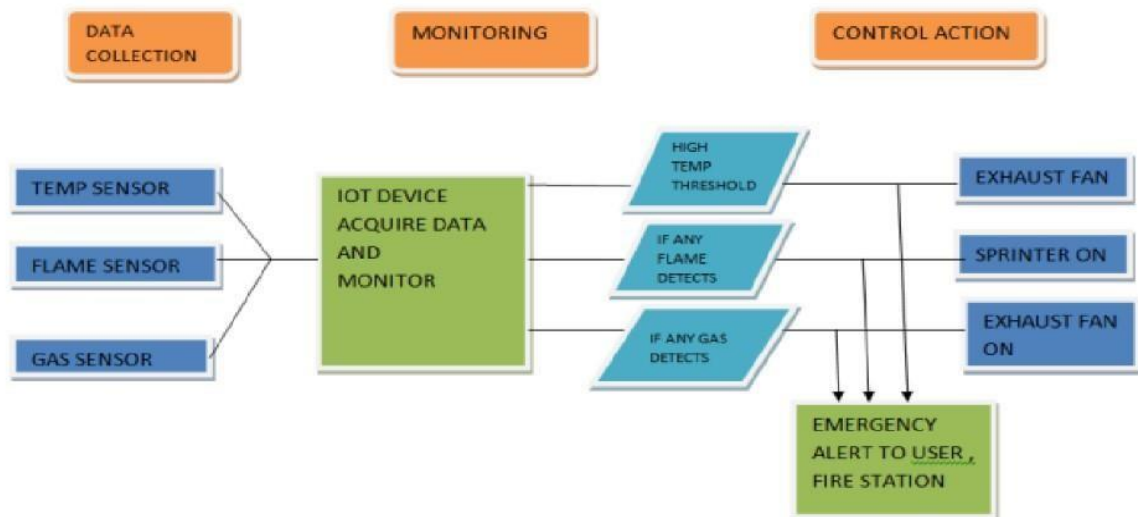 DATA
COLLECTION
MONITORING
CONTROL ACTION
TEMP SENSOR
FLAME SENSOR
GAS SENSOR
IOT DEVICE
ACQUIRE DATA
AND
MONITOR
HIGH
TEMP
THRESHOLD
IF ANY
FLAME
DETECTS
IF ANY GAS
DETECTS
EXHAUST FAN
SPRINTER ON
EXHAUST FAN
ON
EMERGENCY
ALERT TO USER ,
FIRE STATION